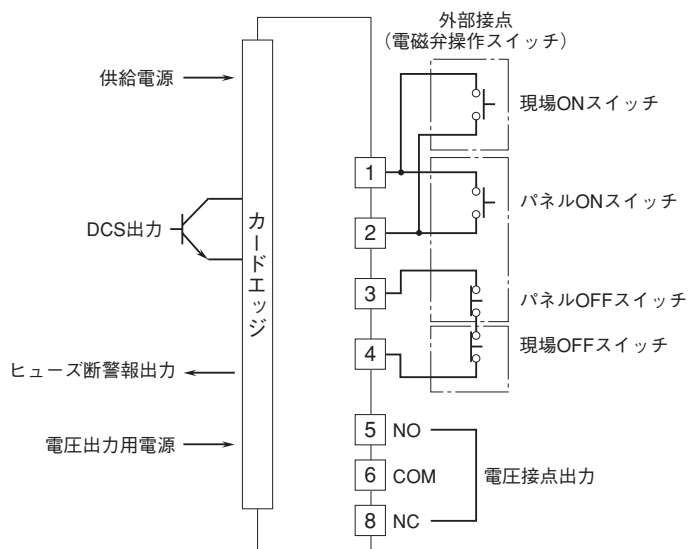 外部接点
（電磁弁操作スイッチ）
供給電源
現場ONスイッチ
1
パネルONスイッチ
DCS出力
カードエッジ
2
3
パネルOFFスイッチ
4
現場OFFスイッチ
ヒューズ断警報出力
5 NO
電圧出力用電源
6 COM
電圧接点出力
8 NC